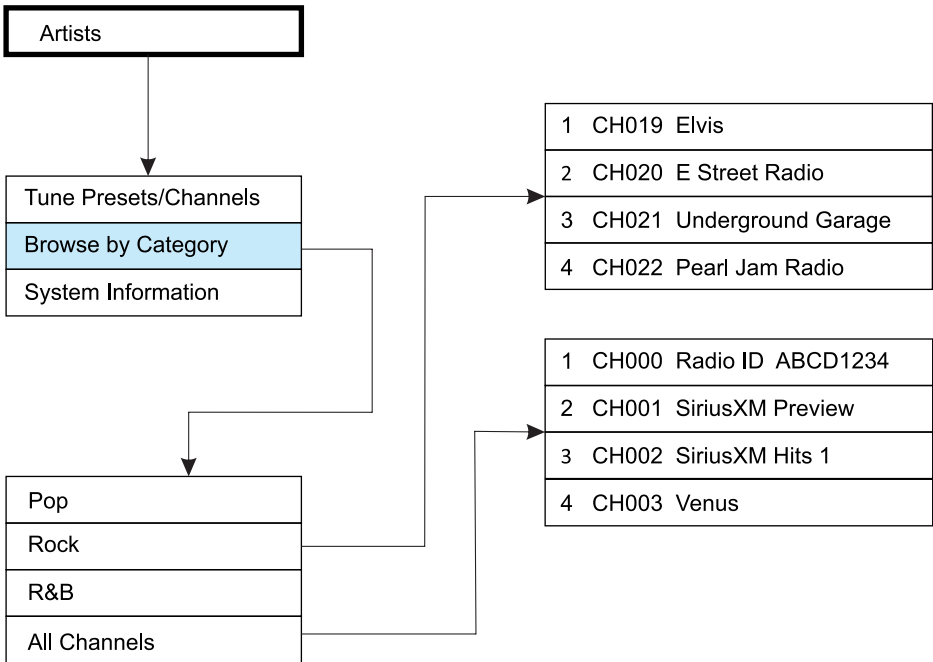 Artists
Tune Presets/Channels
Browse by Category
System Information
Pop
Rock
R&B
All Channels
1 CH019 Elvis
2 CH020 E Street Radio
3 CH021 Underground Garage
4 CH022 Pearl Jam Radio
1 CH000 Radio ID ABCD1234
2 CH001 SiriusXM Preview
3 CH002 SiriusXM Hits 1
4 CH003 Venus